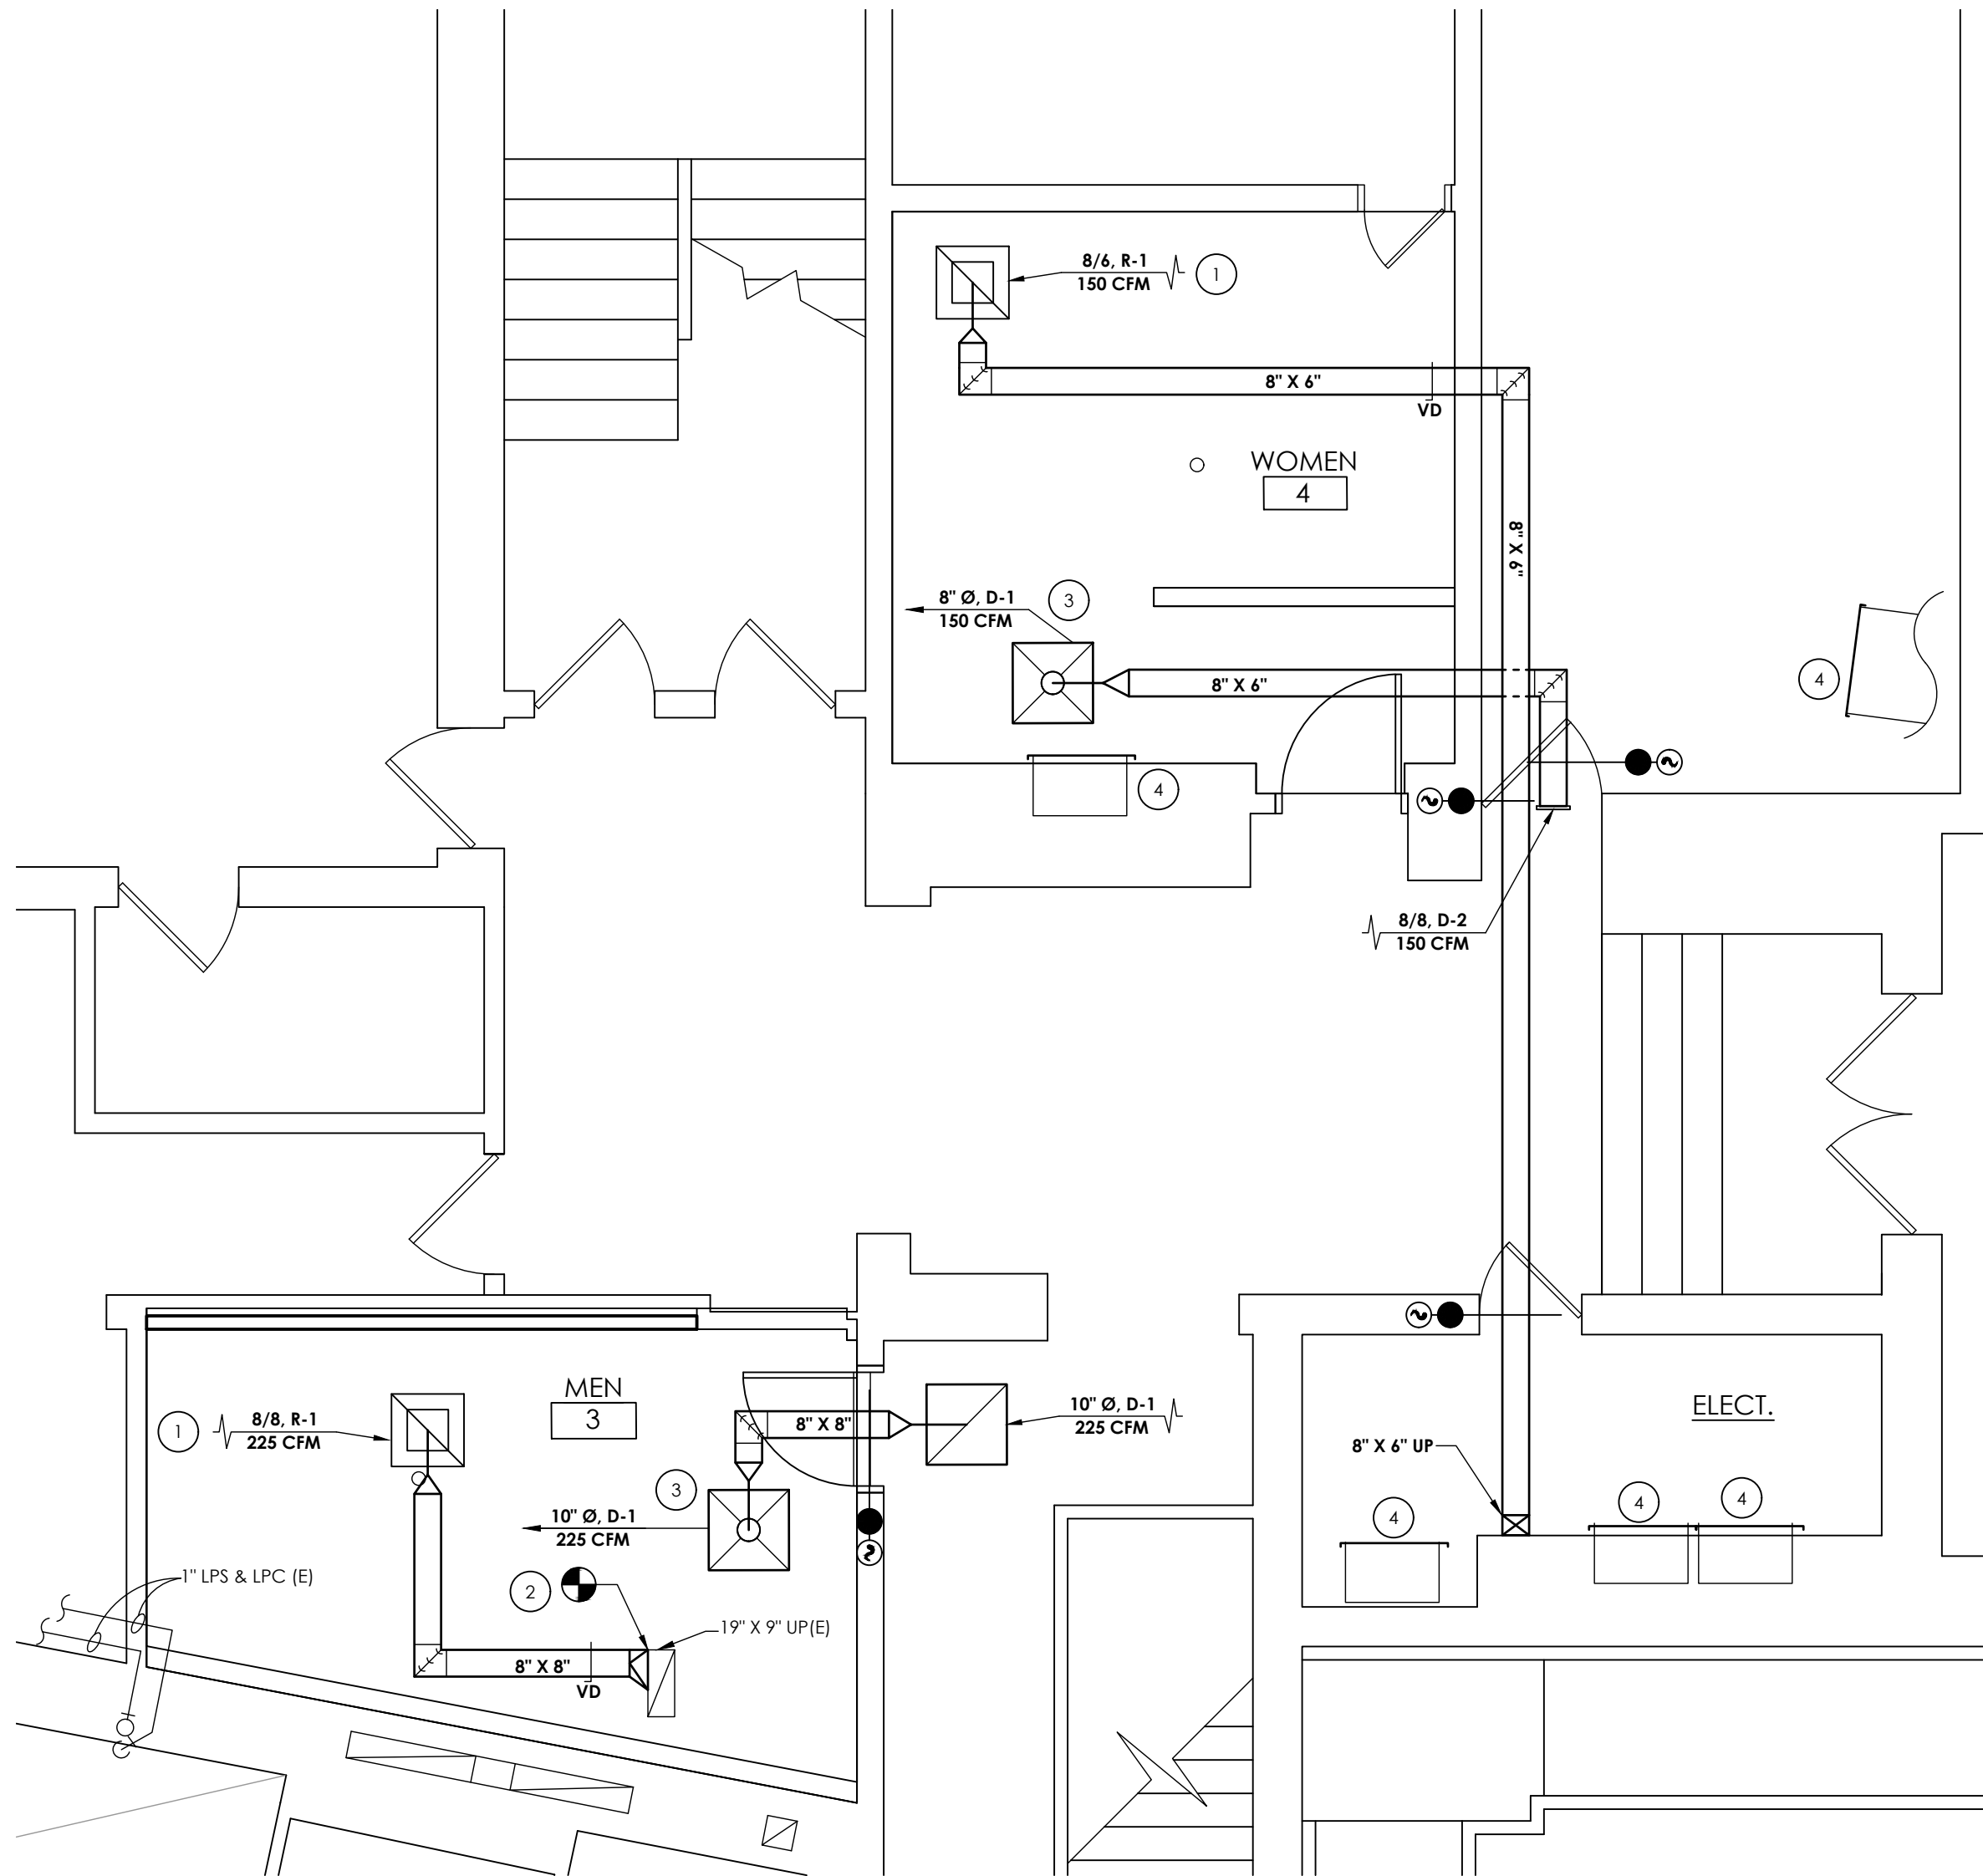 8/6, R-1
150 CFM
1
8" X 6"
VD
WOMEN
4
8" X 6"
8" Ø, D-1
150 CFM
3
8" X 6"
4
4
8/8, D-2
150 CFM
MEN
3
1
8/8, R-1
225 CFM
8" X 8"
10" Ø, D-1
225 CFM
ELECT.
8" X 6" UP
3
10" Ø, D-1
225 CFM
4
4
4
1" LPS & LPC (E)
2
19" X 9" UP(E)
8" X 8"
VD